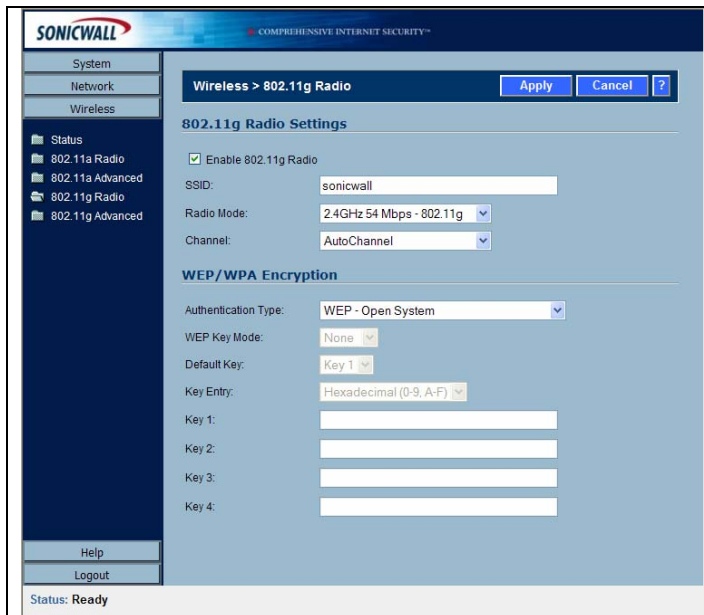 SONICWALL
COMPREHENSIVE INTERNET SECURITY™
System
Network
Wireless
Status
802.11a Radio
802.11a Advanced
802.11g Radio
802.11g Advanced
Help
Logout
Wireless > 802.11g Radio
Apply
Cancel
?
802.11g Radio Settings
Enable 802.11g Radio
SSID: sonicwall
Radio Mode: 2.4GHz 54 Mbps - 802.11g
Channel: AutoChannel
WEP/WPA Encryption
Authentication Type: WEP - Open System
WEP Key Mode: None
Default Key: Key 1
Key Entry: Hexadecimal (0-9, A-F)
Key 1:
Key 2:
Key 3:
Key 4:
Status: Ready